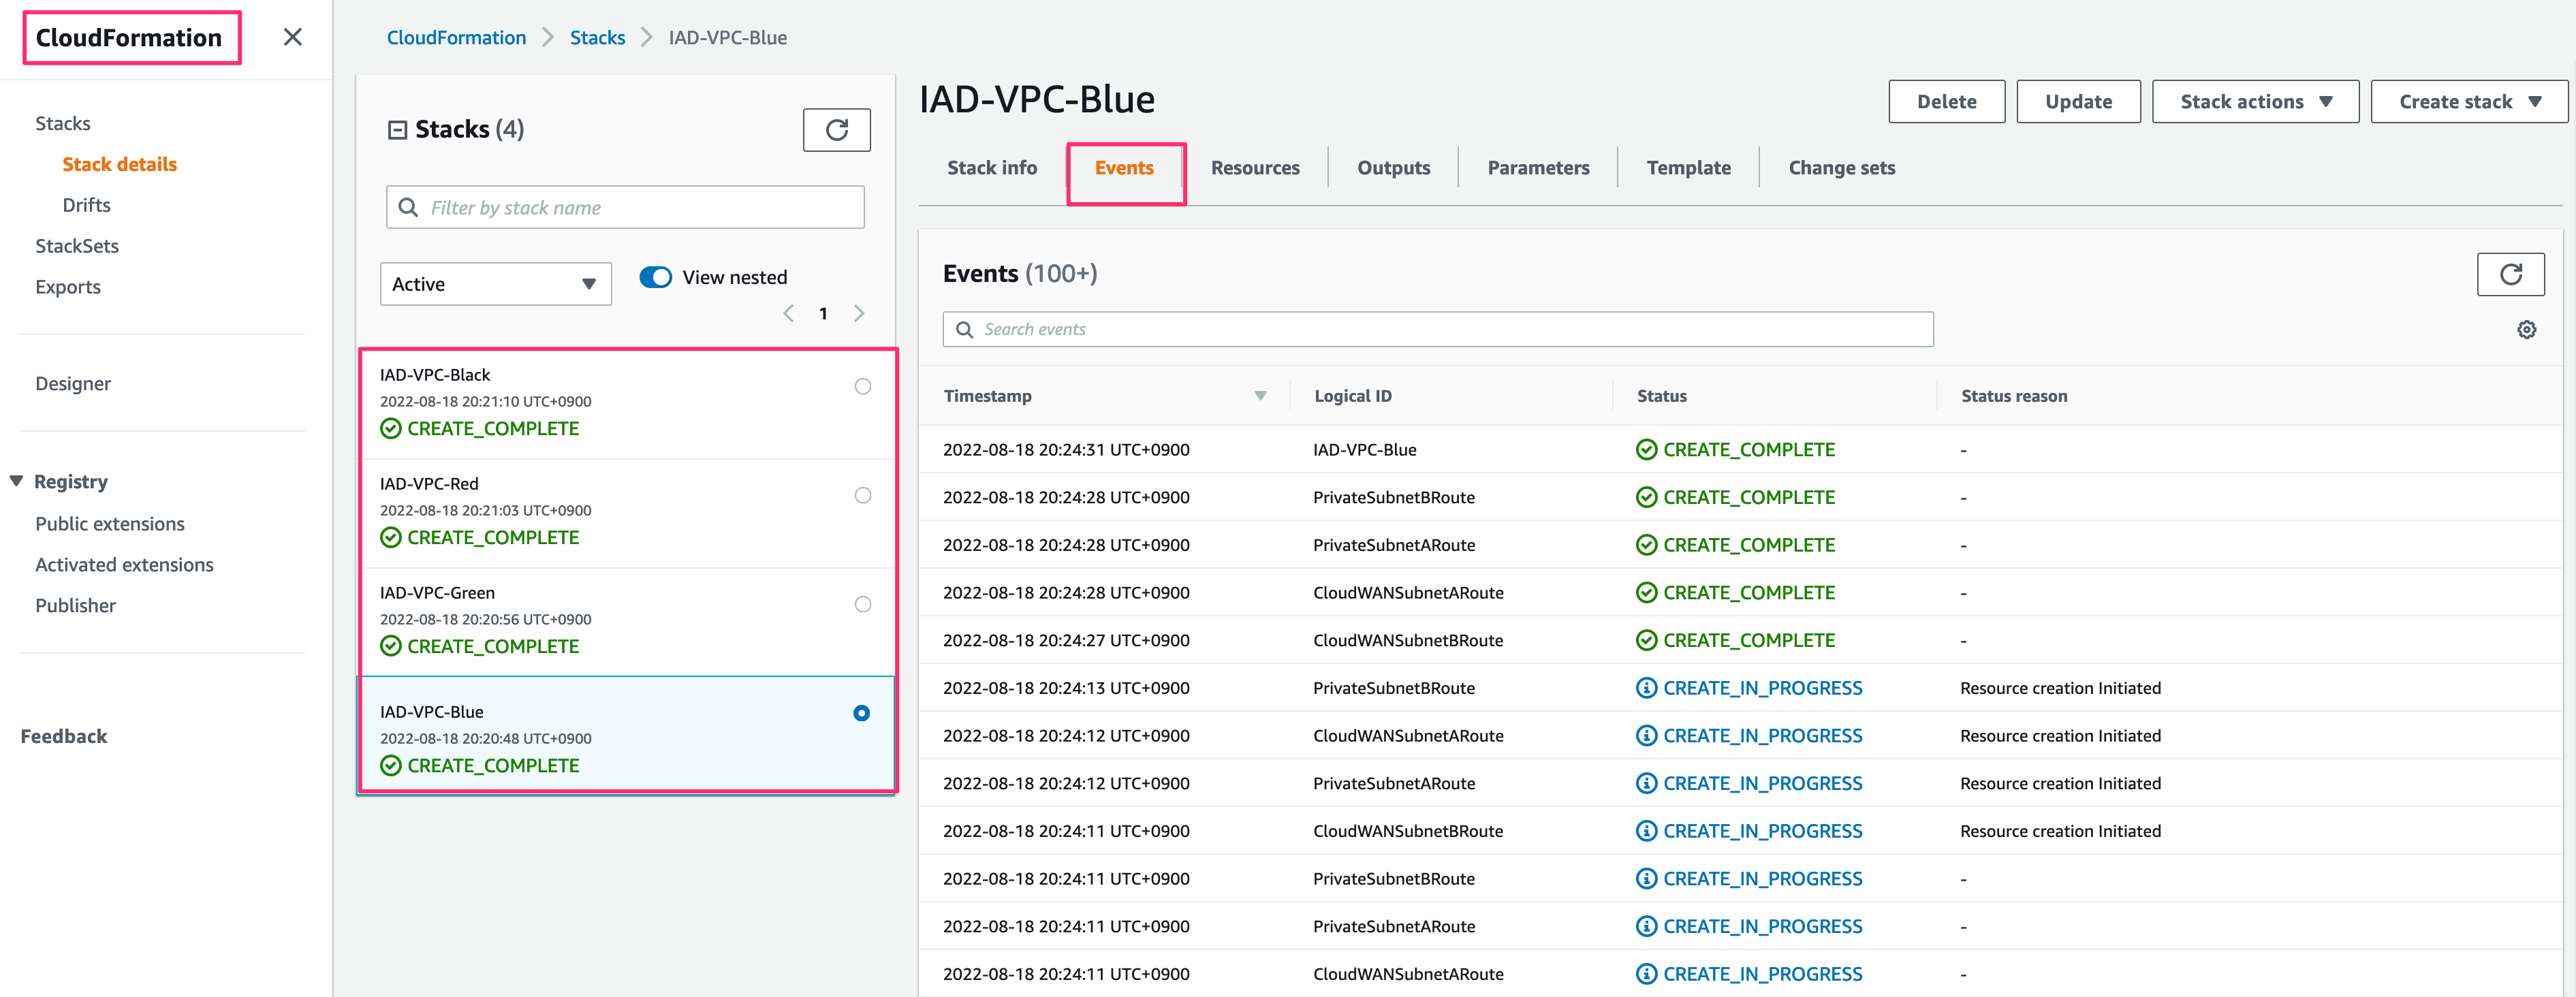 CloudFormation
Stacks
Stack details
Drifts
StackSets
Exports
Designer
Registry
Public extensions
Activated extensions
Publisher
Feedback
CloudFormation Stacks IAD-VPC-Blue
Stacks (4)
Filter by stack name
Active View nested
1
IAD-VPC-Black
2022-08-18 20:21:10 UTC+0900
CREATE_COMPLETE
IAD-VPC-Red
2022-08-18 20:21:03 UTC+0900
CREATE_COMPLETE
IAD-VPC-Green
2022-08-18 20:20:56 UTC+0900
CREATE_COMPLETE
IAD-VPC-Blue
2022-08-18 20:20:48 UTC+0900
CREATE_COMPLETE
IAD-VPC-Blue
Delete Update Stack actions Create stack
Stack info Events Resources Outputs Parameters Template Change sets
Events (100+)
Search events
Timestamp Logical ID Status Status reason
2022-08-18 20:24:31 UTC+0900 IAD-VPC-Blue CREATE_COMPLETE -
2022-08-18 20:24:28 UTC+0900 PrivateSubnetBRoute CREATE_COMPLETE -
2022-08-18 20:24:28 UTC+0900 PrivateSubnetARoute CREATE_COMPLETE -
2022-08-18 20:24:28 UTC+0900 CloudWANSubnetARoute CREATE_COMPLETE -
2022-08-18 20:24:27 UTC+0900 CloudWANSubnetBRoute CREATE_COMPLETE -
2022-08-18 20:24:13 UTC+0900 PrivateSubnetBRoute CREATE_IN_PROGRESS Resource creation Initiated
2022-08-18 20:24:12 UTC+0900 CloudWANSubnetARoute CREATE_IN_PROGRESS Resource creation Initiated
2022-08-18 20:24:12 UTC+0900 PrivateSubnetARoute CREATE_IN_PROGRESS Resource creation Initiated
2022-08-18 20:24:11 UTC+0900 CloudWANSubnetBRoute CREATE_IN_PROGRESS Resource creation Initiated
2022-08-18 20:24:11 UTC+0900 PrivateSubnetBRoute CREATE_IN_PROGRESS -
2022-08-18 20:24:11 UTC+0900 PrivateSubnetARoute CREATE_IN_PROGRESS -
2022-08-18 20:24:11 UTC+0900 CloudWANSubnetARoute CREATE_IN_PROGRESS -